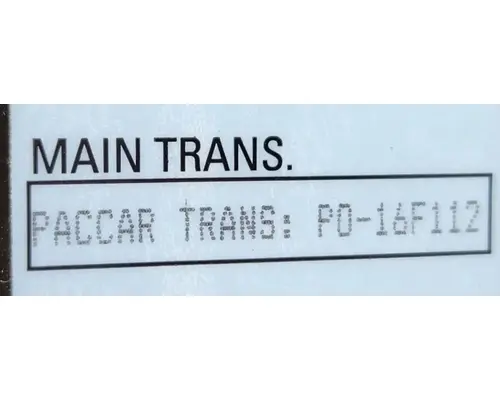 MAIN TRANS.
PACCAR TRANS: PO-16F112